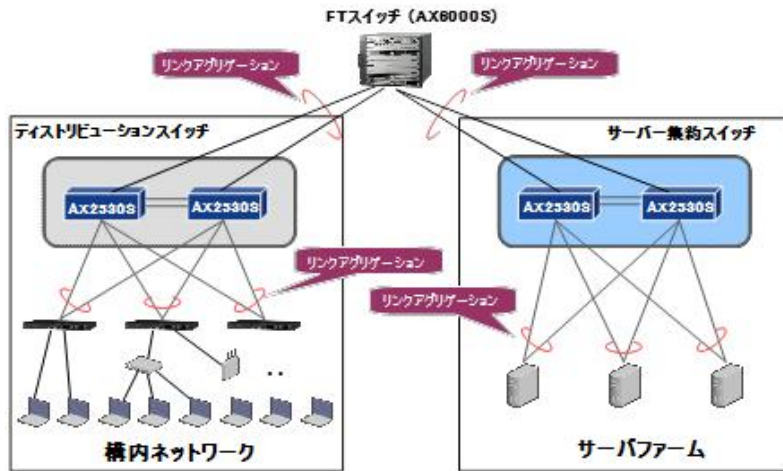 FTスイッチ (AX6000S)
リンクアグリゲーション
リンクアグリゲーション
ディストリビューションスイッチ
サーバー集約スイッチ
AX2530S
AX2530S
AX2530S
AX2530S
リンクアグリゲーション
リンクアグリゲーション
・・
構内ネットワーク
サーバファーム